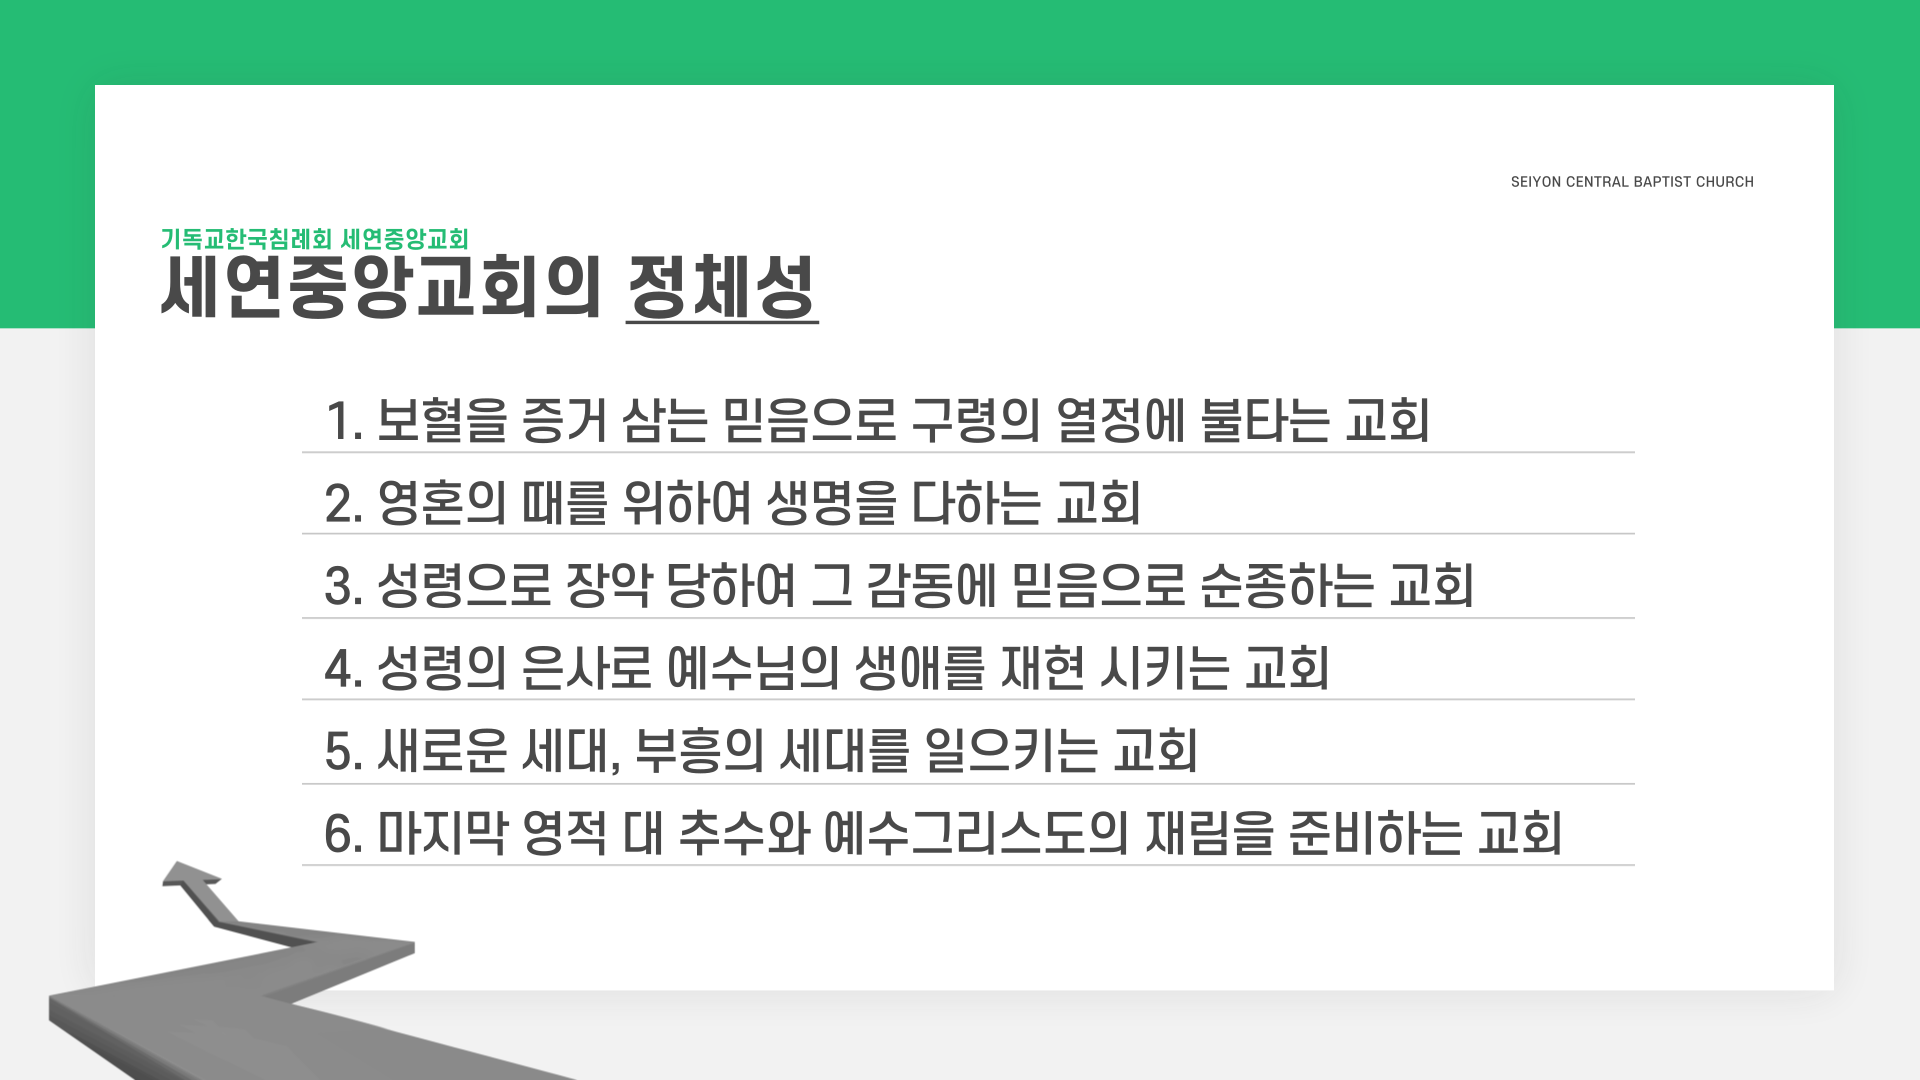 SEIYON CENTRAL BAPTIST CHURCH
기독교한국침례회 세연중앙교회
세연중앙교회의 정체성
1. 보혈을 증거 삼는 믿음으로 구령의 열정에 불타는 교회
2. 영혼의 때를 위하여 생명을 다하는 교회
3. 성령으로 장악 당하여 그 감동에 믿음으로 순종하는 교회
4. 성령의 은사로 예수님의 생애를 재현 시키는 교회
5. 새로운 세대, 부흥의 세대를 일으키는 교회
6. 마지막 영적 대 추수와 예수그리스도의 재림을 준비하는 교회